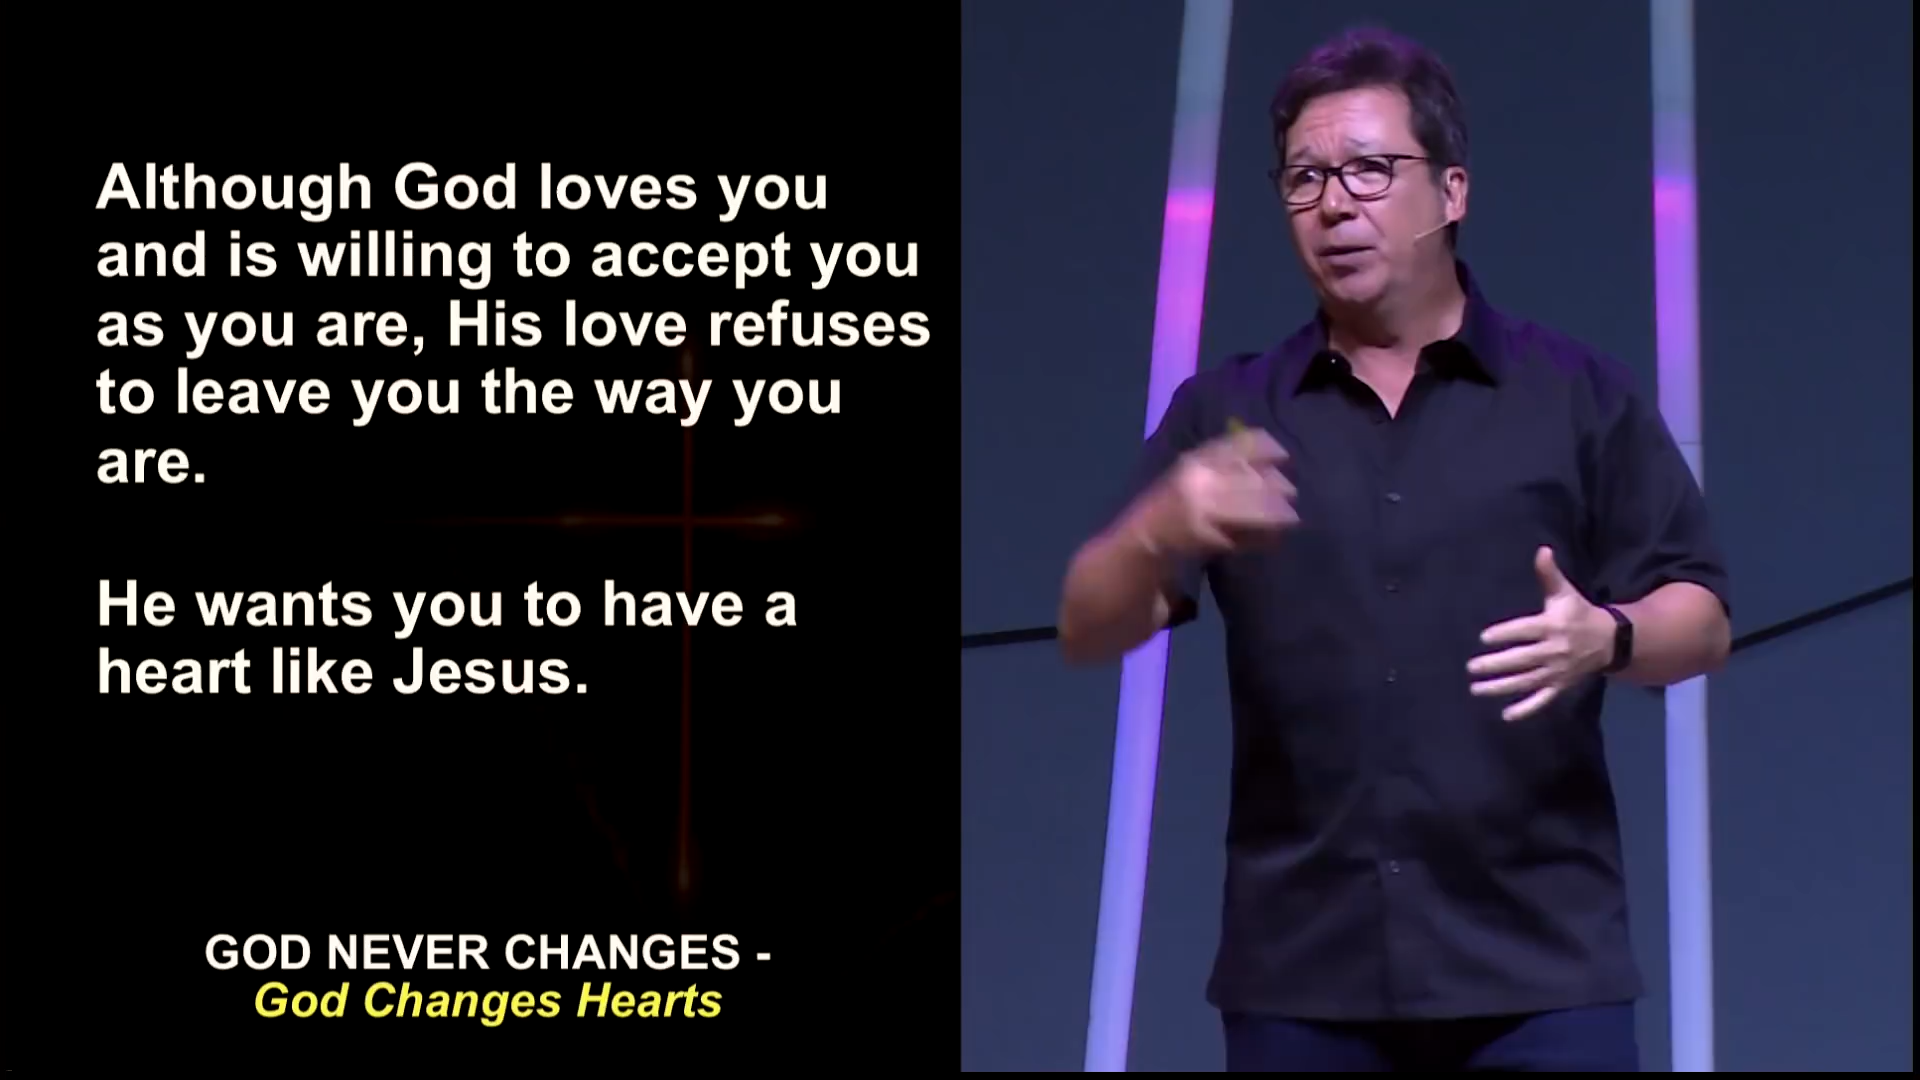 Although God loves you
and is willing to accept you
as you are, His love refuses
to leave you the way you
are.
He wants you to have a
heart like Jesus.
GOD NEVER CHANGES -
God Changes Hearts